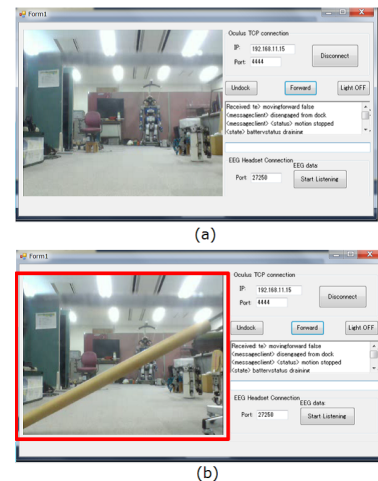 Form1
Oculus TCP connection
IP: 192.168.11.15
Port: 4444
Disconnect
Undock
Forward
Light OFF
Received: te> movingforward false
<messageclient> disengaged from dock
<messageclient> <status> motion stopped
<state> batterystatus draining
EEG Headset Connection
EEG data:
Port: 27250
Start Listening
(a)
Form1
Oculus TCP connection
IP: 192.168.11.15
Port: 4444
Disconnect
Undock
Forward
Light OFF
Received: te> movingforward false
<messageclient> disengaged from dock
<messageclient> <status> motion stopped
<state> batterystatus draining
EEG Headset Connection
EEG data:
Port: 27250
Start Listening
(b)